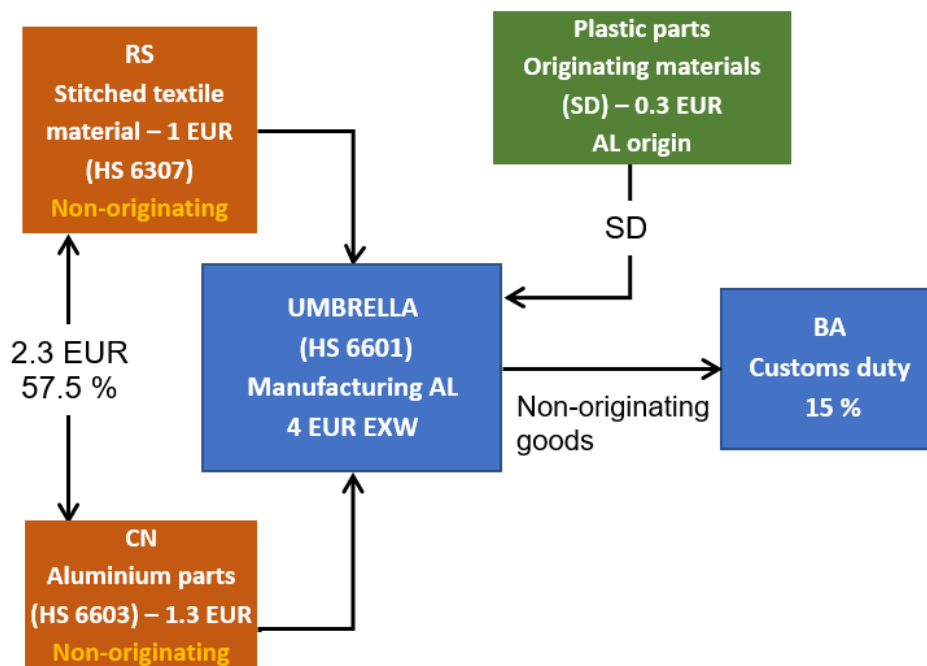 RS
Stitched textile
material – 1 EUR
(HS 6307)
Non-originating
Plastic parts
Originating materials
(SD) – 0.3 EUR
AL origin
SD
2.3 EUR
57.5 %
UMBRELLA
(HS 6601)
Manufacturing AL
4 EUR EXW
Non-originating
goods
BA
Customs duty
15 %
CN
Aluminium parts
(HS 6603) – 1.3 EUR
Non-originating